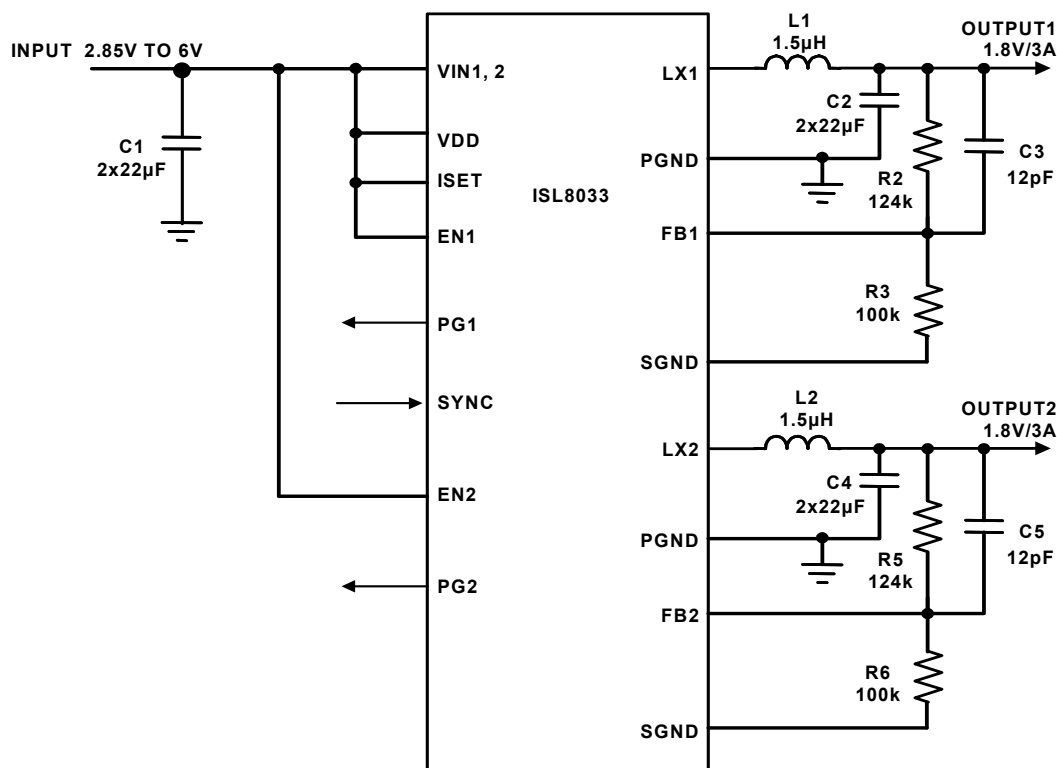 INPUT 2.85V TO 6V
C1
2x22µF
VIN1, 2
VDD
ISET
EN1
PG1
SYNC
EN2
PG2
ISL8033
LX1
PGND
FB1
SGND
LX2
PGND
FB2
SGND
L1
1.5µH
OUTPUT1
1.8V/3A
C2
2x22µF
R2
124k
C3
12pF
R3
100k
L2
1.5µH
OUTPUT2
1.8V/3A
C4
2x22µF
R5
124k
C5
12pF
R6
100k